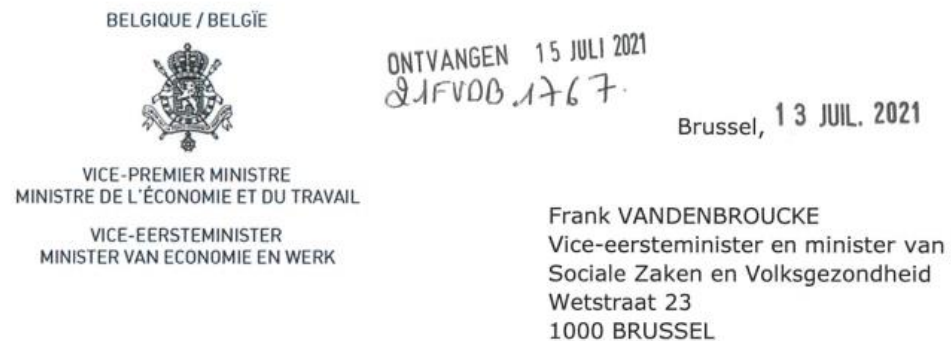 BELGIQUE / BELGÏE
VICE-PREMIER MINISTRE
MINISTRE DE L'ÉCONOMIE ET DU TRAVAIL
VICE-EERSTEMINISTER
MINISTER VAN ECONOMIE EN WERK
ONTVANGEN 15 JULI 2021
21FVDB.1767.
Brussel, 13 JUIL. 2021
Frank VANDENBROUCKE
Vice-eersteminister en minister van
Sociale Zaken en Volksgezondheid
Wetstraat 23
1000 BRUSSEL